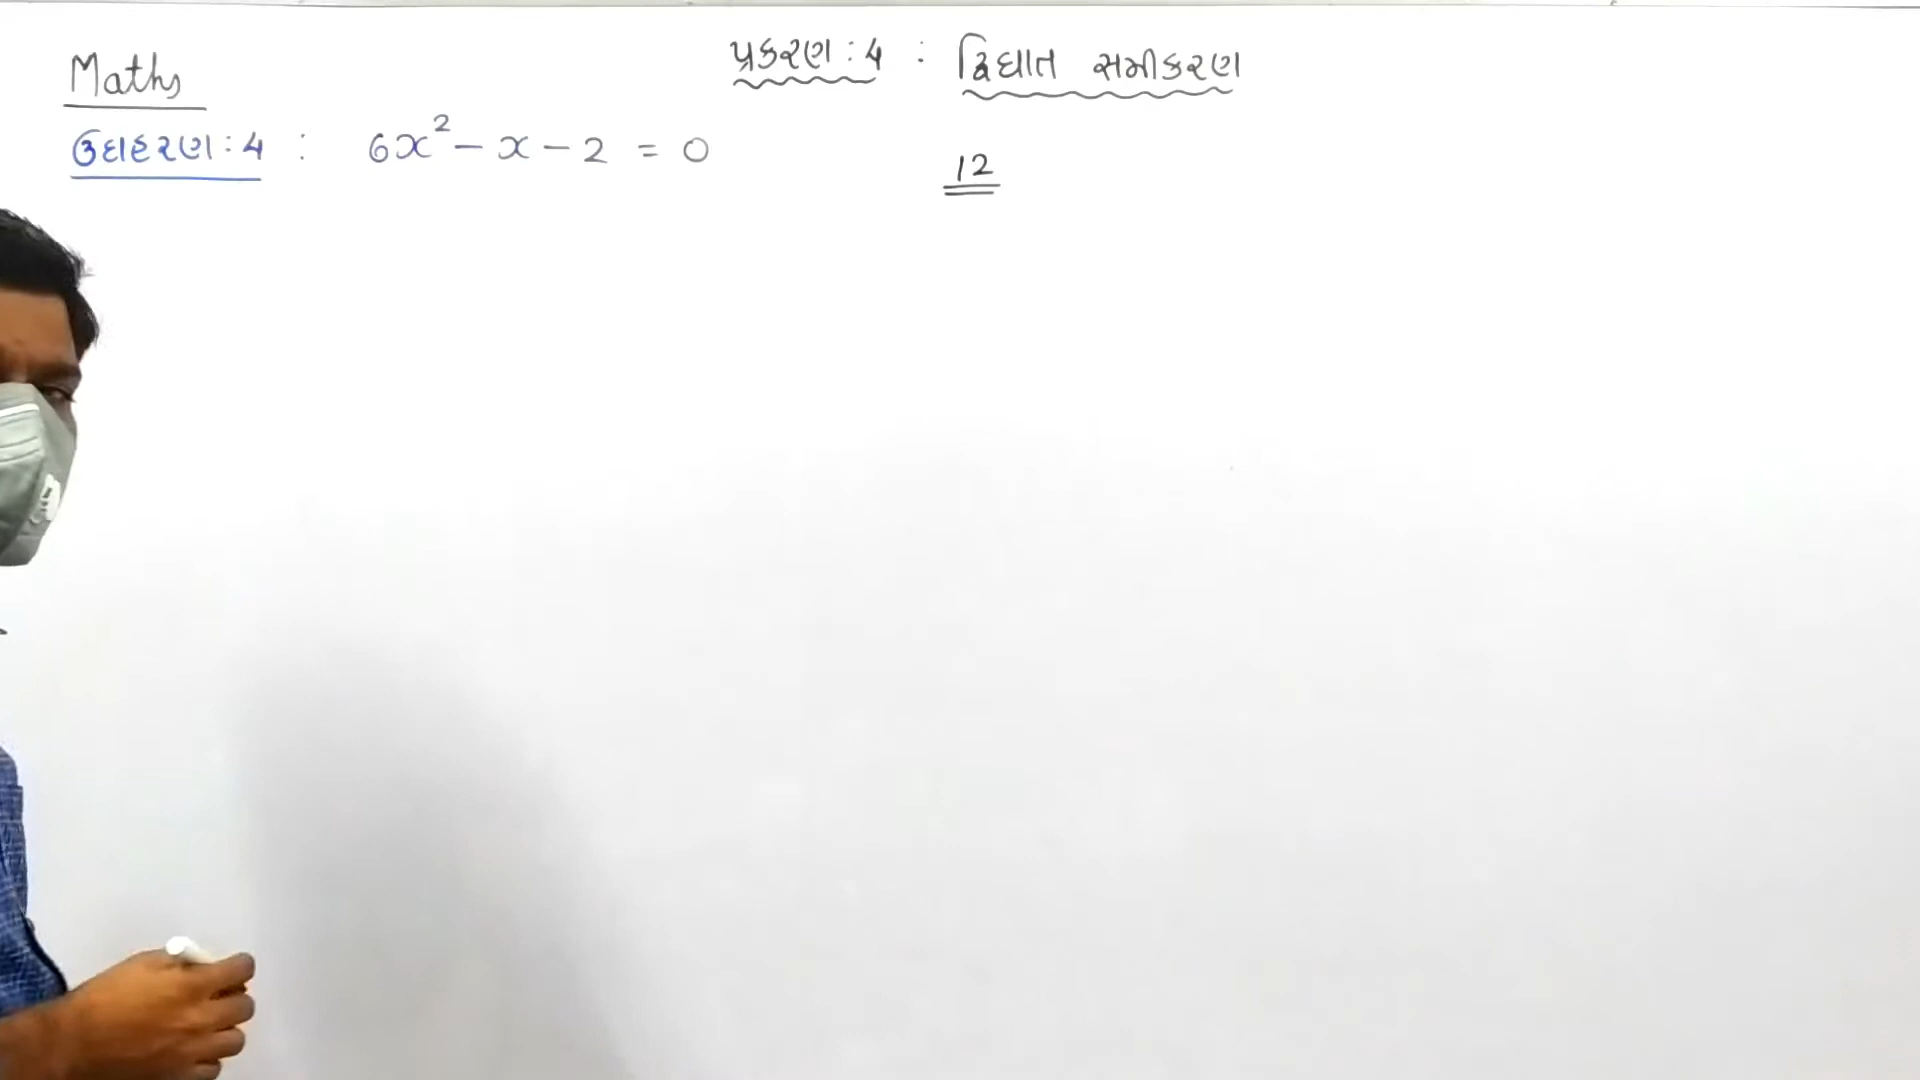 Maths
પ્રકરણ : 4 : દ્વિઘાત સમીકરણ
ઉદાહરણ : 4 : 6x² - x - 2 = 0
12